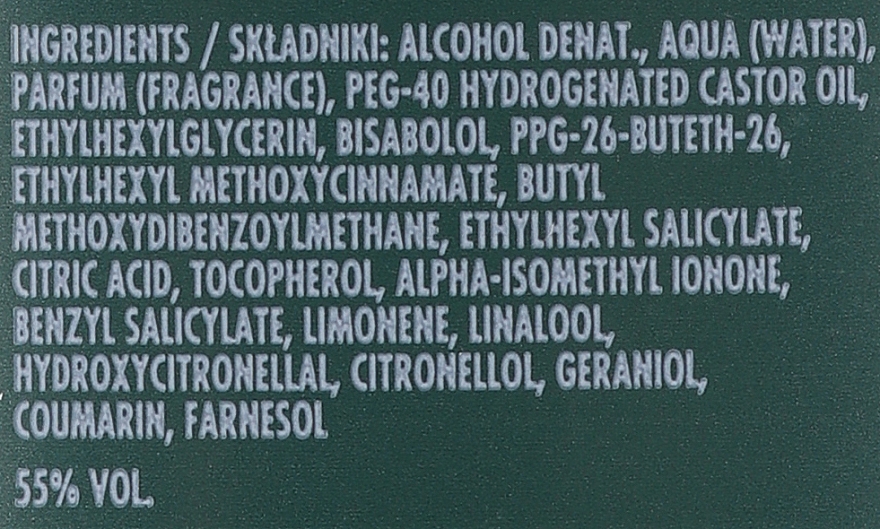 INGREDIENTS / SKŁADNIKI: ALCOHOL DENAT., AQUA (WATER),
PARFUM (FRAGRANCE), PEG-40 HYDROGENATED CASTOR OIL,
ETHYLHEXYLGLYCERIN, BISABOLOL, PPG-26-BUTETH-26,
ETHYLHEXYL METHOXYCINNAMATE, BUTYL
METHOXYDIBENZOYLMETHANE, ETHYLHEXYL SALICYLATE,
CITRIC ACID, TOCOPHEROL, ALPHA-ISOMETHYL IONONE,
BENZYL SALICYLATE, LIMONENE, LINALOOL,
HYDROXYCITRONELLAL, CITRONELLOL, GERANIOL,
COUMARIN, FARNESOL
55% VOL.